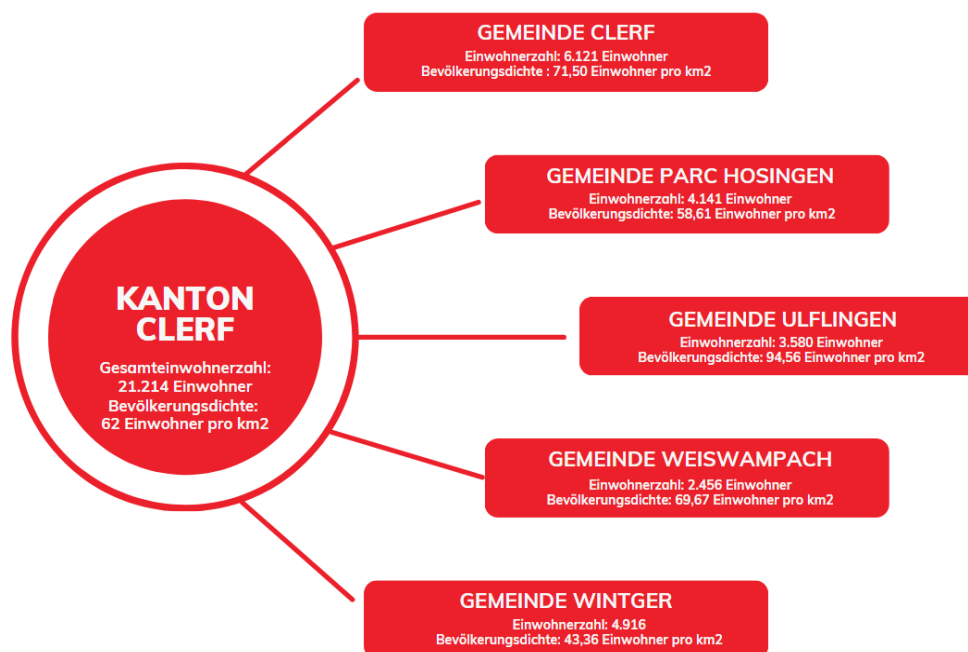 GEMEINDE CLERF
Einwohnerzahl: 6.121 Einwohner
Bevölkerungsdichte : 71,50 Einwohner pro km2
GEMEINDE PARC HOSINGEN
Einwohnerzahl: 4.141 Einwohner
Bevölkerungsdichte: 58,61 Einwohner pro km2
KANTON
CLERF
Gesamteinwohnerzahl:
21.214 Einwohner
Bevölkerungsdichte:
62 Einwohner pro km2
GEMEINDE ULFLINGEN
Einwohnerzahl: 3.580 Einwohner
Bevölkerungsdichte: 94,56 Einwohner pro km2
GEMEINDE WEISWAMPACH
Einwohnerzahl: 2.456 Einwohner
Bevölkerungsdichte: 69,67 Einwohner pro km2
GEMEINDE WINTGER
Einwohnerzahl: 4.916
Bevölkerungsdichte: 43,36 Einwohner pro km2